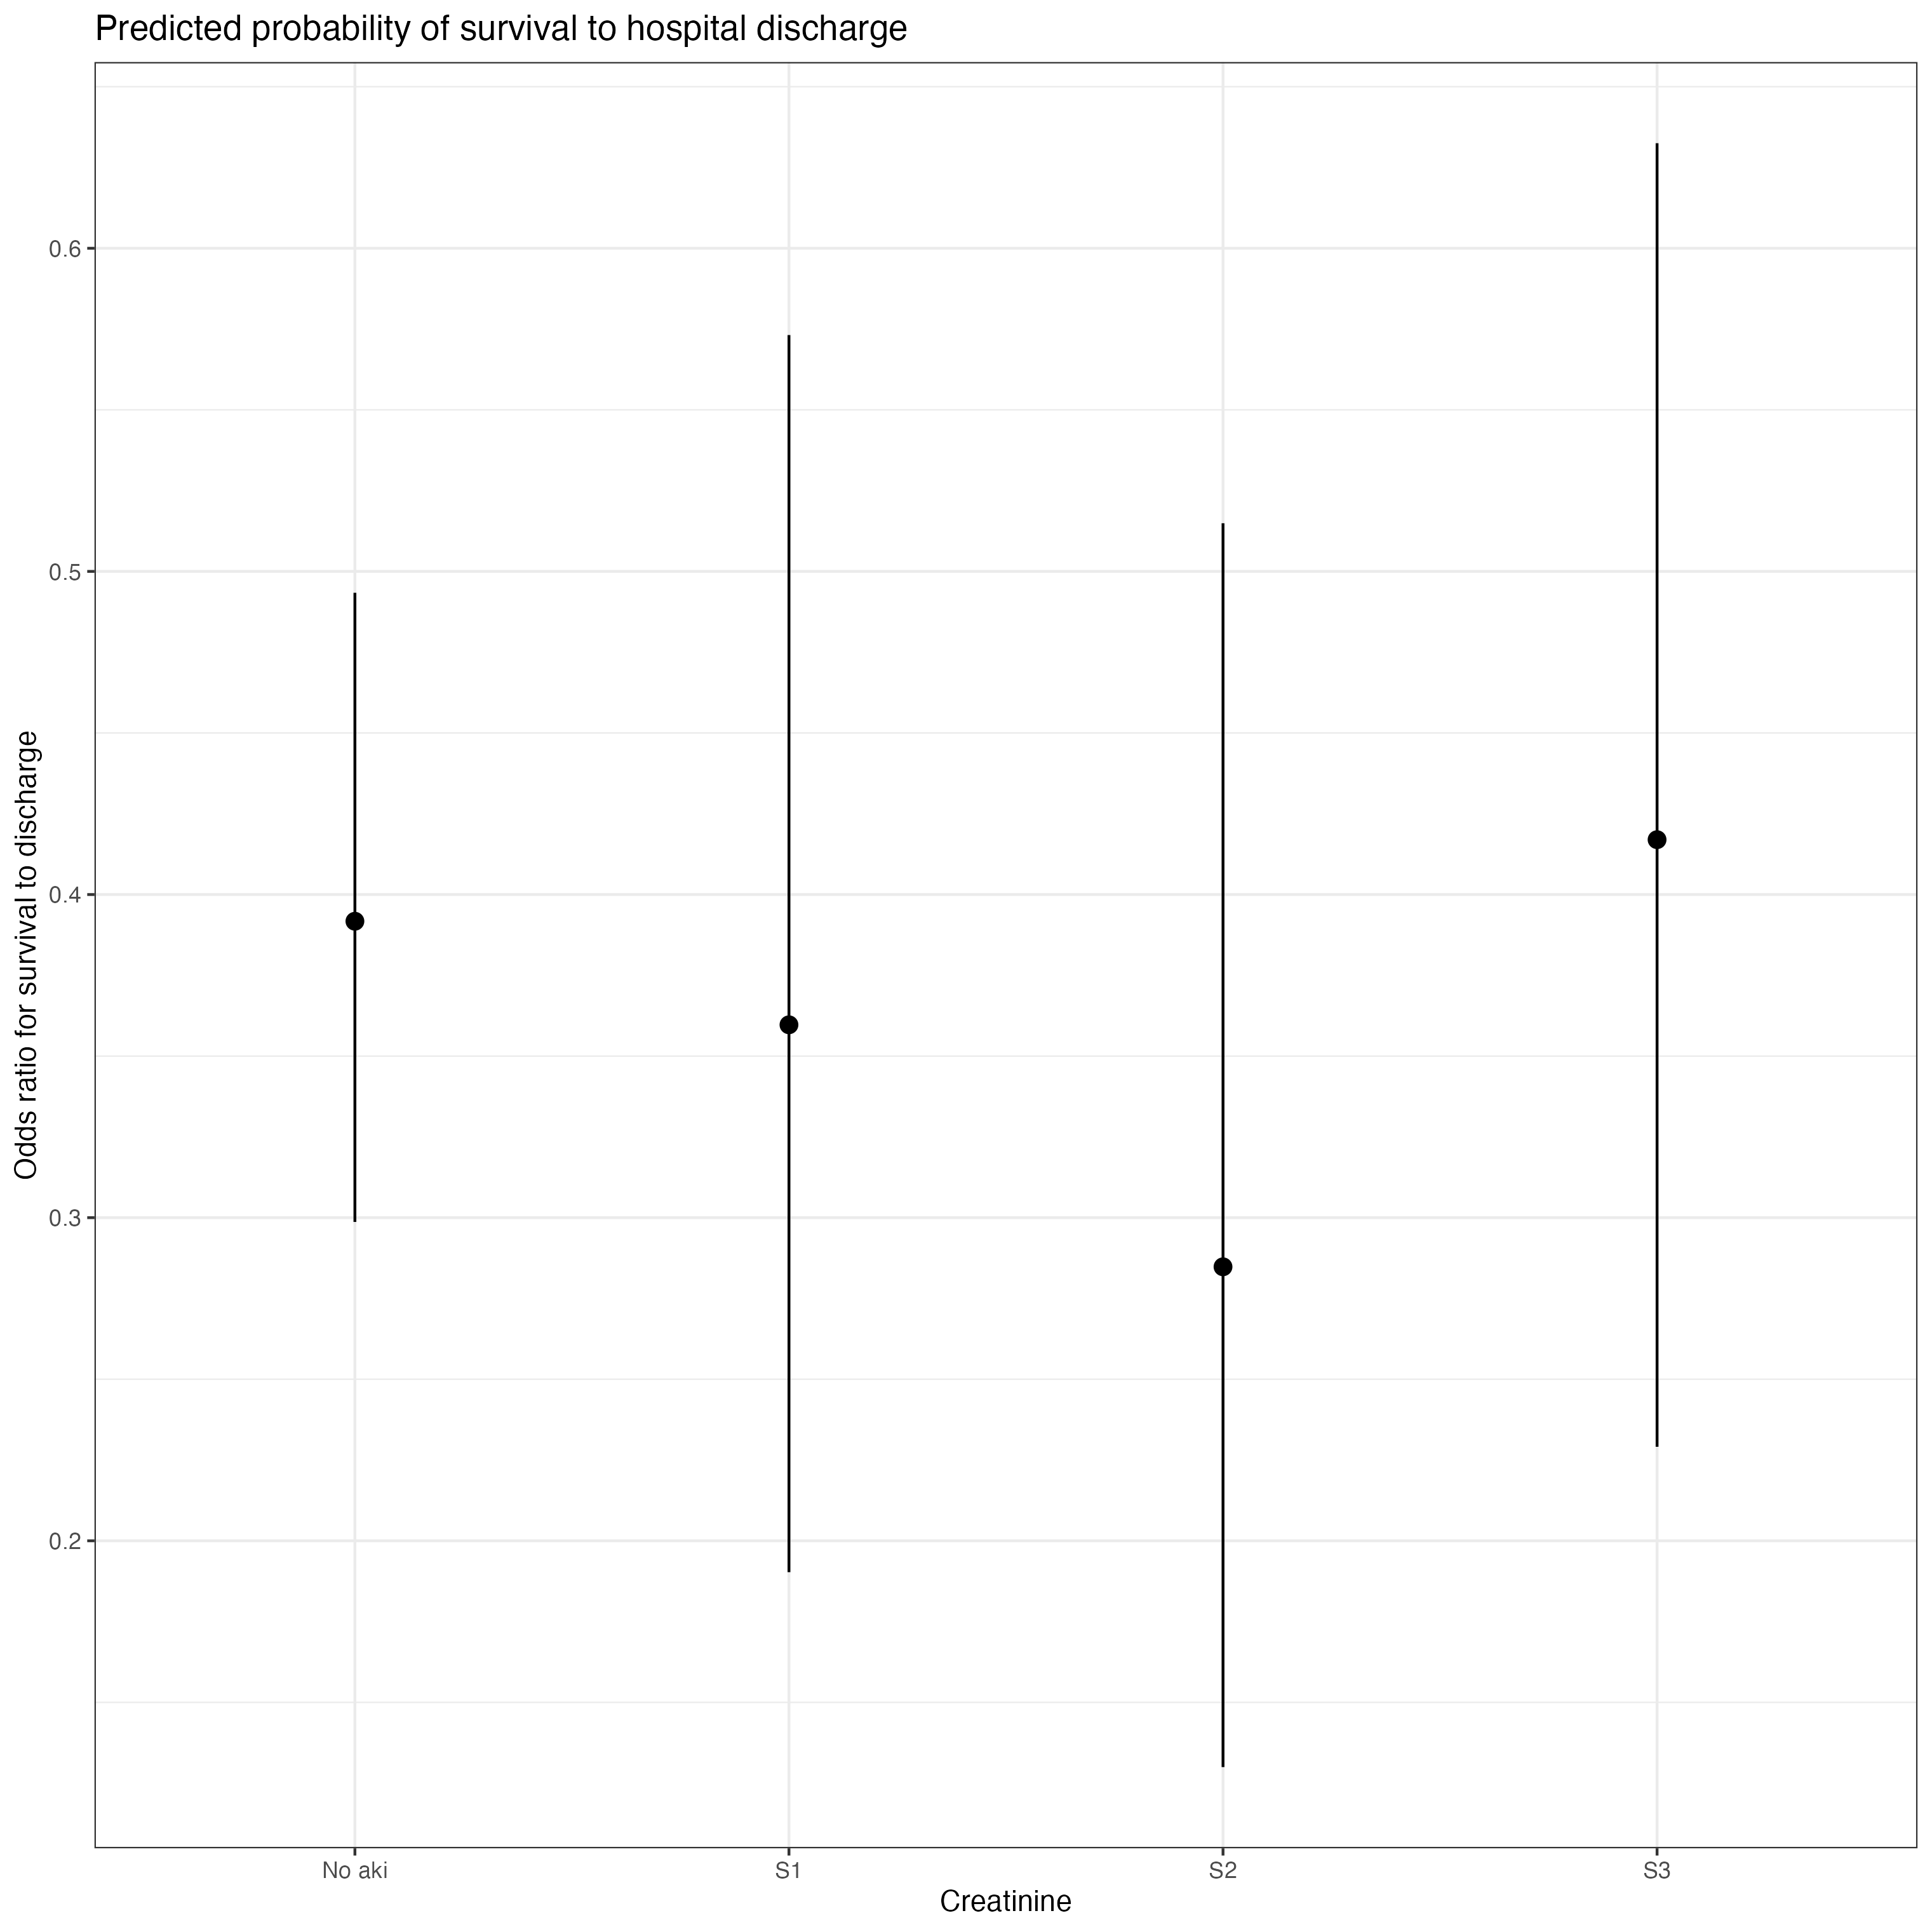 Predicted probability of survival to hospital discharge
Odds ratio for survival to discharge
0.6
0.5
0.4
0.3
0.2
No aki
S1
S2
S3
Creatinine